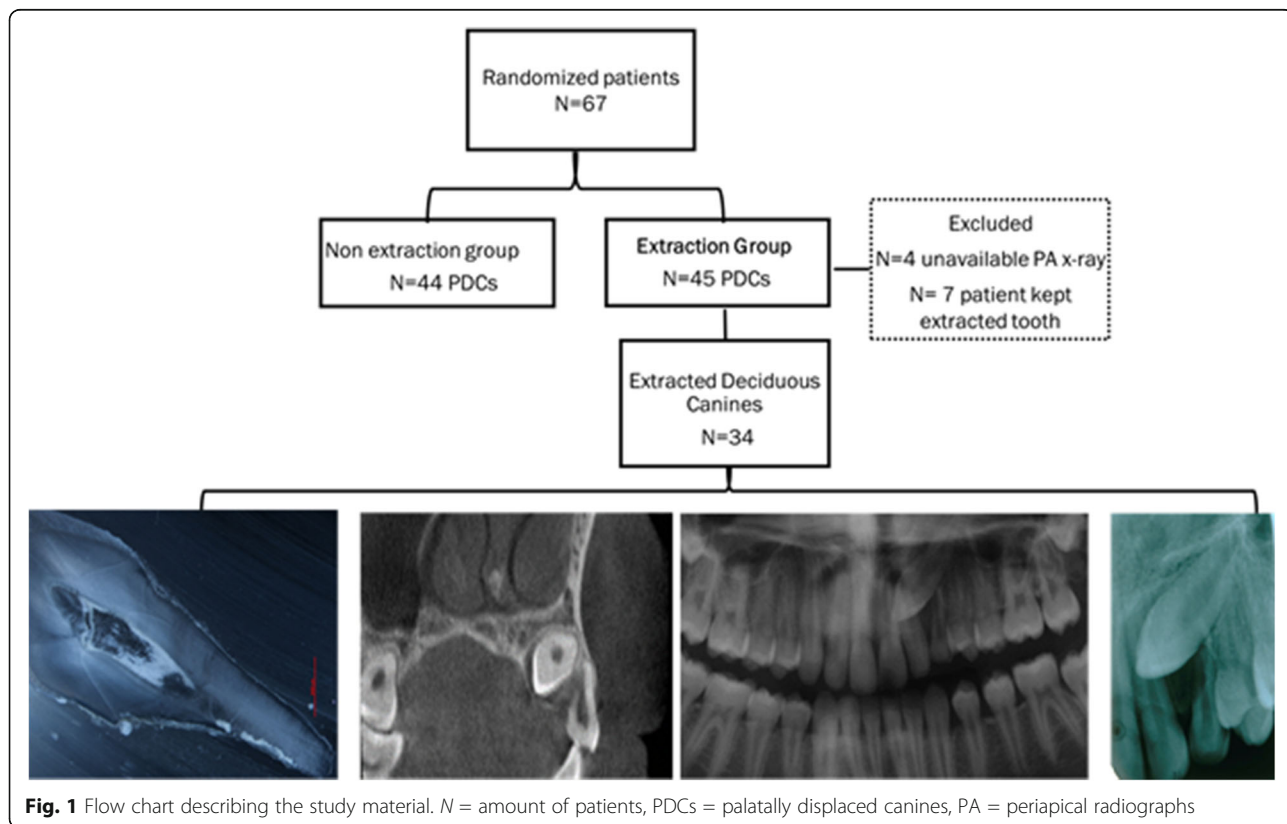 Randomized patients
N=67
Non extraction group
N=44 PDCs
Extraction Group
N=45 PDCs
Excluded
N=4 unavailable PA x-ray
N= 7 patient kept
extracted tooth
Extracted Deciduous
Canines
N=34
Fig. 1 Flow chart describing the study material. N = amount of patients, PDCs = palatally displaced canines, PA = periapical radiographs